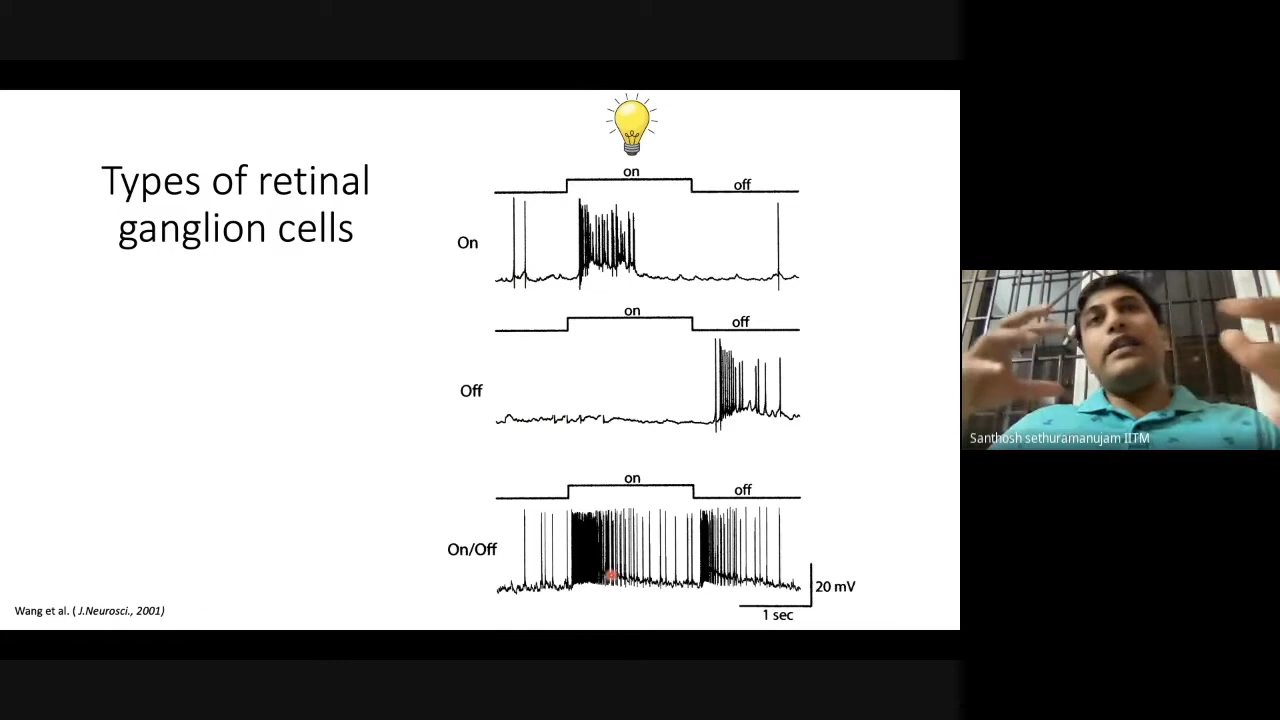 Types of retinal
ganglion cells
on
off
On
on
off
Off
on
off
On/Off
20 mV
1 sec
Wang et al. ( J.Neurosci., 2001)
Santhosh sethuramanujam IITM